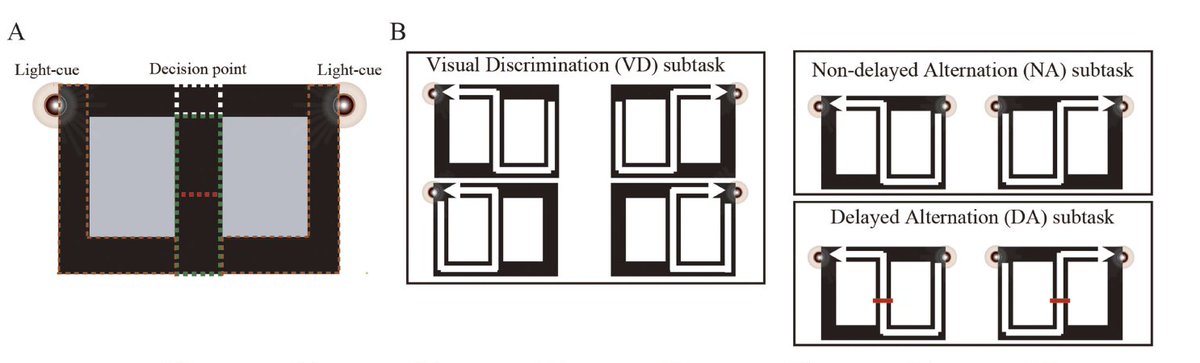 A
B
Light-cue
Decision point
Light-cue
Visual Discrimination (VD) subtask
Non-delayed Alternation (NA) subtask
Delayed Alternation (DA) subtask